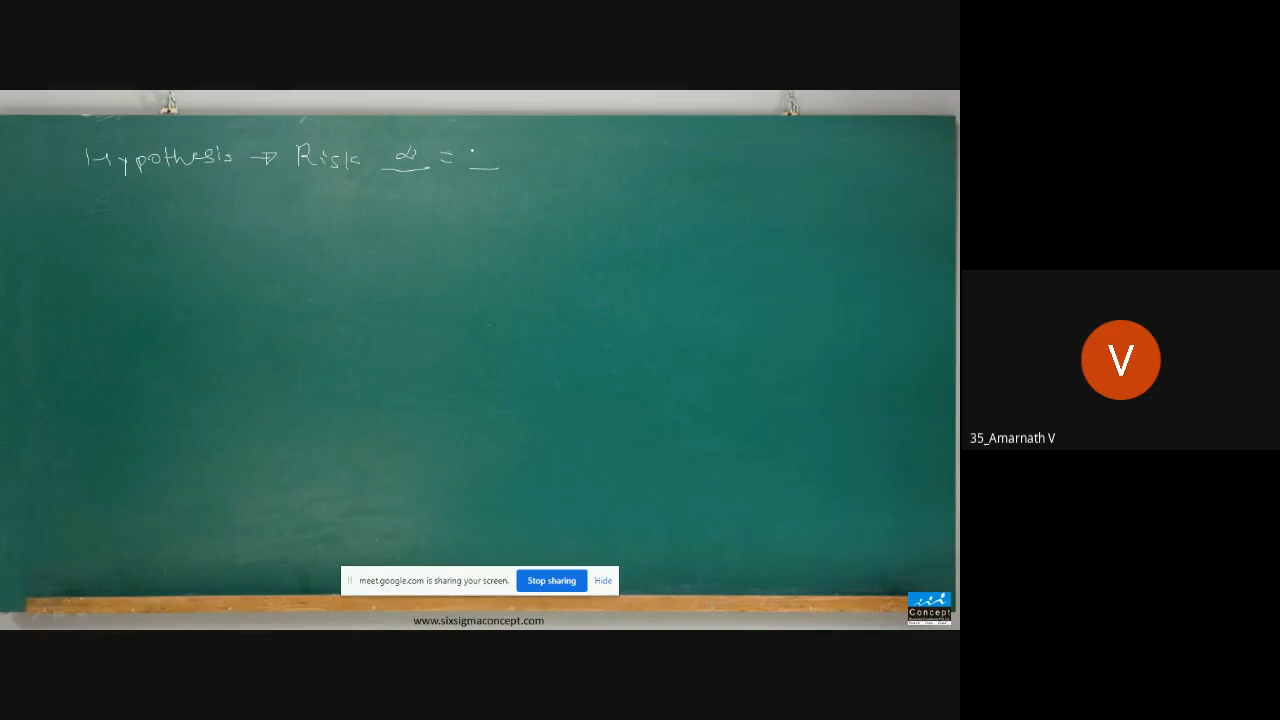 Hypothesis → Risk α =
meet.google.com is sharing your screen. Stop sharing Hide
Concept
www.sixsigmaconcept.com
V
35_Amarnath V